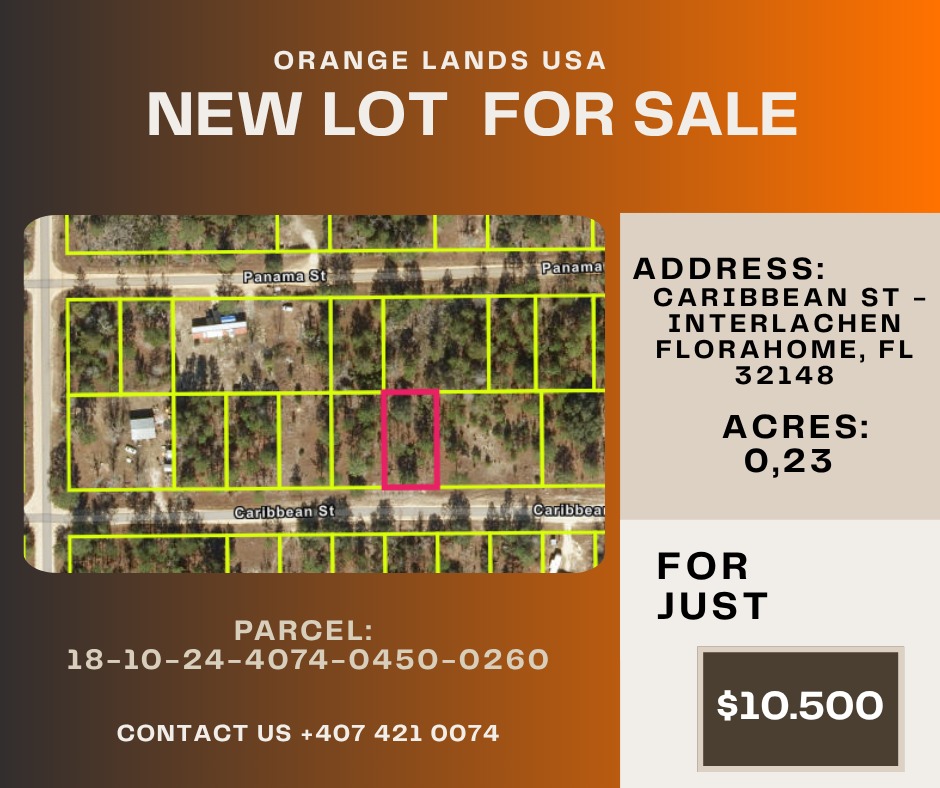 ORANGE LANDS USA
NEW LOT FOR SALE
Panama St
Panama
Caribbean St
Caribbean
ADDRESS:
CARIBBEAN ST -
INTERLACHEN
FLORAHOME, FL
32148
ACRES:
0,23
FOR
JUST
$10.500
PARCEL:
18-10-24-4074-0450-0260
CONTACT US +407 421 0074